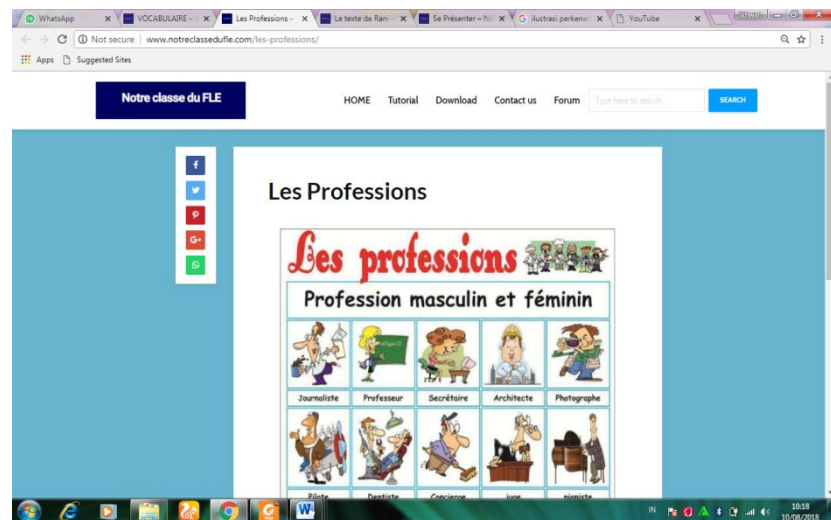 WhatsApp
VOCABULAIRE –
Les Professions –
Le texte de Rani –
Se Présenter –
ilustrasi perkenal
YouTube
Not secure | www.notreclassedufle.com/les-professions/
Apps
Suggested Sites
Notre classe du FLE
HOME Tutorial Download Contact us Forum
Type here to search...
SEARCH
f
G+
Les Professions
Les professions
Profession masculin et féminin
Journaliste Professeur Secrétaire Architecte Photographe
Pilote Dentiste Concierge juge pianiste
W
IN
10:18
10/08/2018